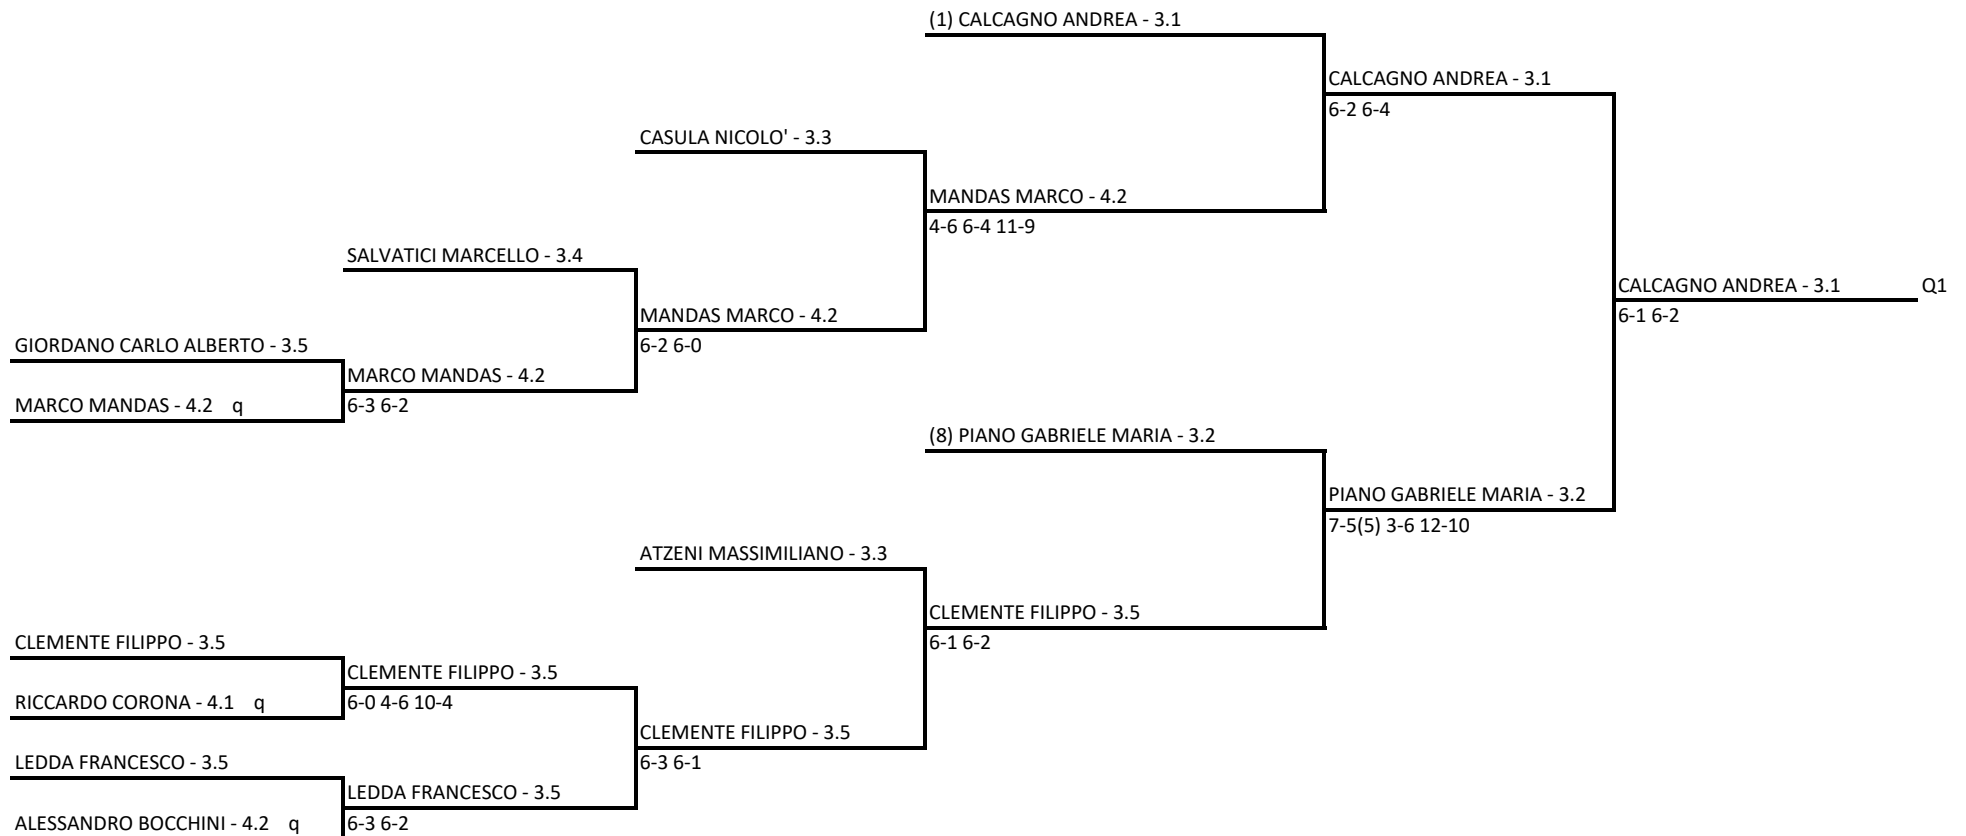 (1) CALCAGNO ANDREA - 3.1
CALCAGNO ANDREA - 3.1
6-2 6-4
CASULA NICOLO' - 3.3
MANDAS MARCO - 4.2
4-6 6-4 11-9
SALVATICI MARCELLO - 3.4
CALCAGNO ANDREA - 3.1 Q1
6-1 6-2
MANDAS MARCO - 4.2
6-2 6-0
GIORDANO CARLO ALBERTO - 3.5
MARCO MANDAS - 4.2
6-3 6-2
MARCO MANDAS - 4.2 q
(8) PIANO GABRIELE MARIA - 3.2
PIANO GABRIELE MARIA - 3.2
7-5(5) 3-6 12-10
ATZENI MASSIMILIANO - 3.3
CLEMENTE FILIPPO - 3.5
6-1 6-2
CLEMENTE FILIPPO - 3.5
CLEMENTE FILIPPO - 3.5
6-0 4-6 10-4
RICCARDO CORONA - 4.1 q
CLEMENTE FILIPPO - 3.5
6-3 6-1
LEDDA FRANCESCO - 3.5
LEDDA FRANCESCO - 3.5
6-3 6-2
ALESSANDRO BOCCHINI - 4.2 q